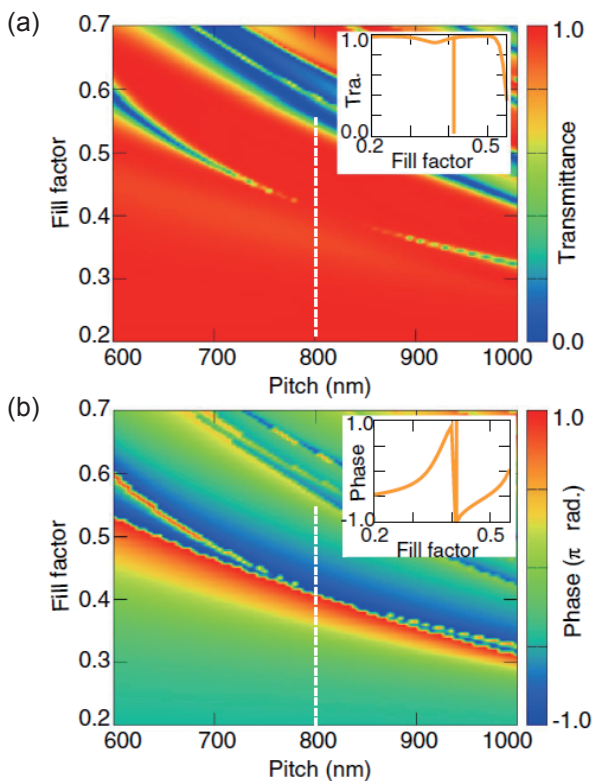 (a)
0.7
0.6
0.5
0.4
0.3
0.2
Fill factor
600
700
800
900
1000
Pitch (nm)
1.0
0.0
Tra.
0.2
0.5
Fill factor
1.0
0.0
Transmittance
(b)
0.7
0.6
0.5
0.4
0.3
0.2
Fill factor
600
700
800
900
1000
Pitch (nm)
1.0
-1.0
Phase
0.2
0.5
Fill factor
1.0
-1.0
Phase (π rad.)